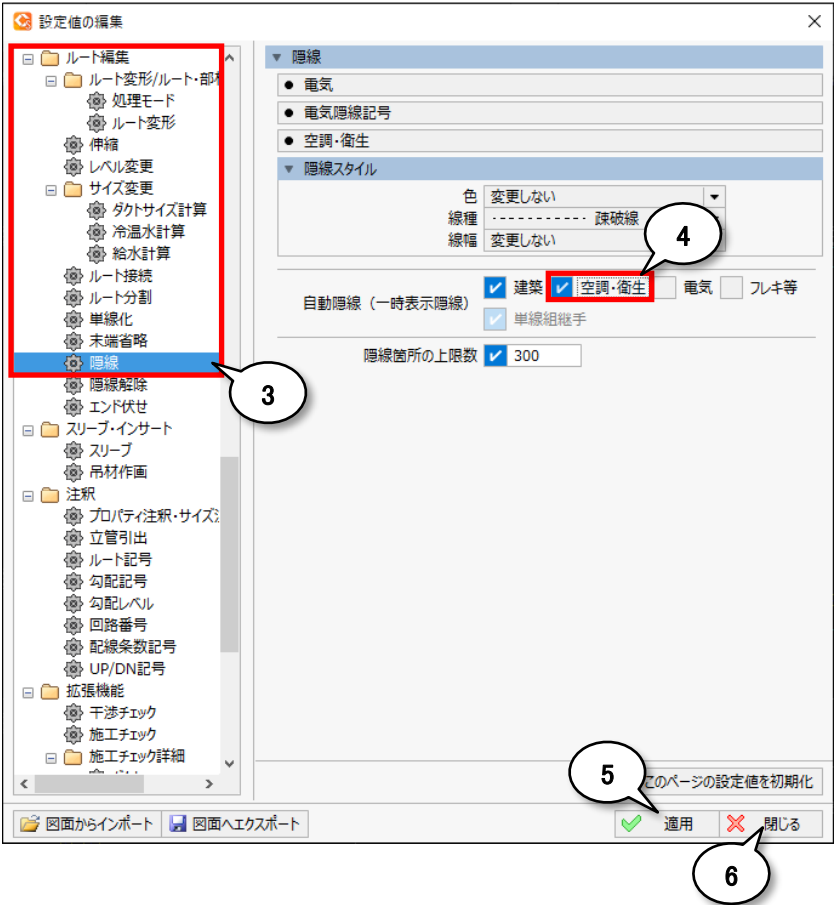 設定値の編集
ルート編集
ルート変形/ルート・部
処理モード
ルート変形
伸縮
レベル変更
サイズ変更
ダクトサイズ計算
冷温水計算
給水計算
ルート接続
ルート分割
単線化
末端省略
隠線
隠線解除
エンド伏せ
スリーブ・インサート
スリーブ
吊材作画
注釈
プロパティ注釈・サイズ
立管引出
ルート記号
勾配記号
勾配レベル
回路番号
配線条数記号
UP/DN記号
拡張機能
干渉チェック
施工チェック
施工チェック詳細
隠線
電気
電気隠線記号
空調・衛生
隠線スタイル
色 変更しない
線種 疎破線
線幅 変更しない
自動隠線（一時表示隠線） 建築 空調・衛生 電気 フレキ等
単線組継手
隠線箇所の上限数 300
3
4
5
6
このページの設定値を初期化
図面からインポート 図面へエクスポート
適用 閉じる